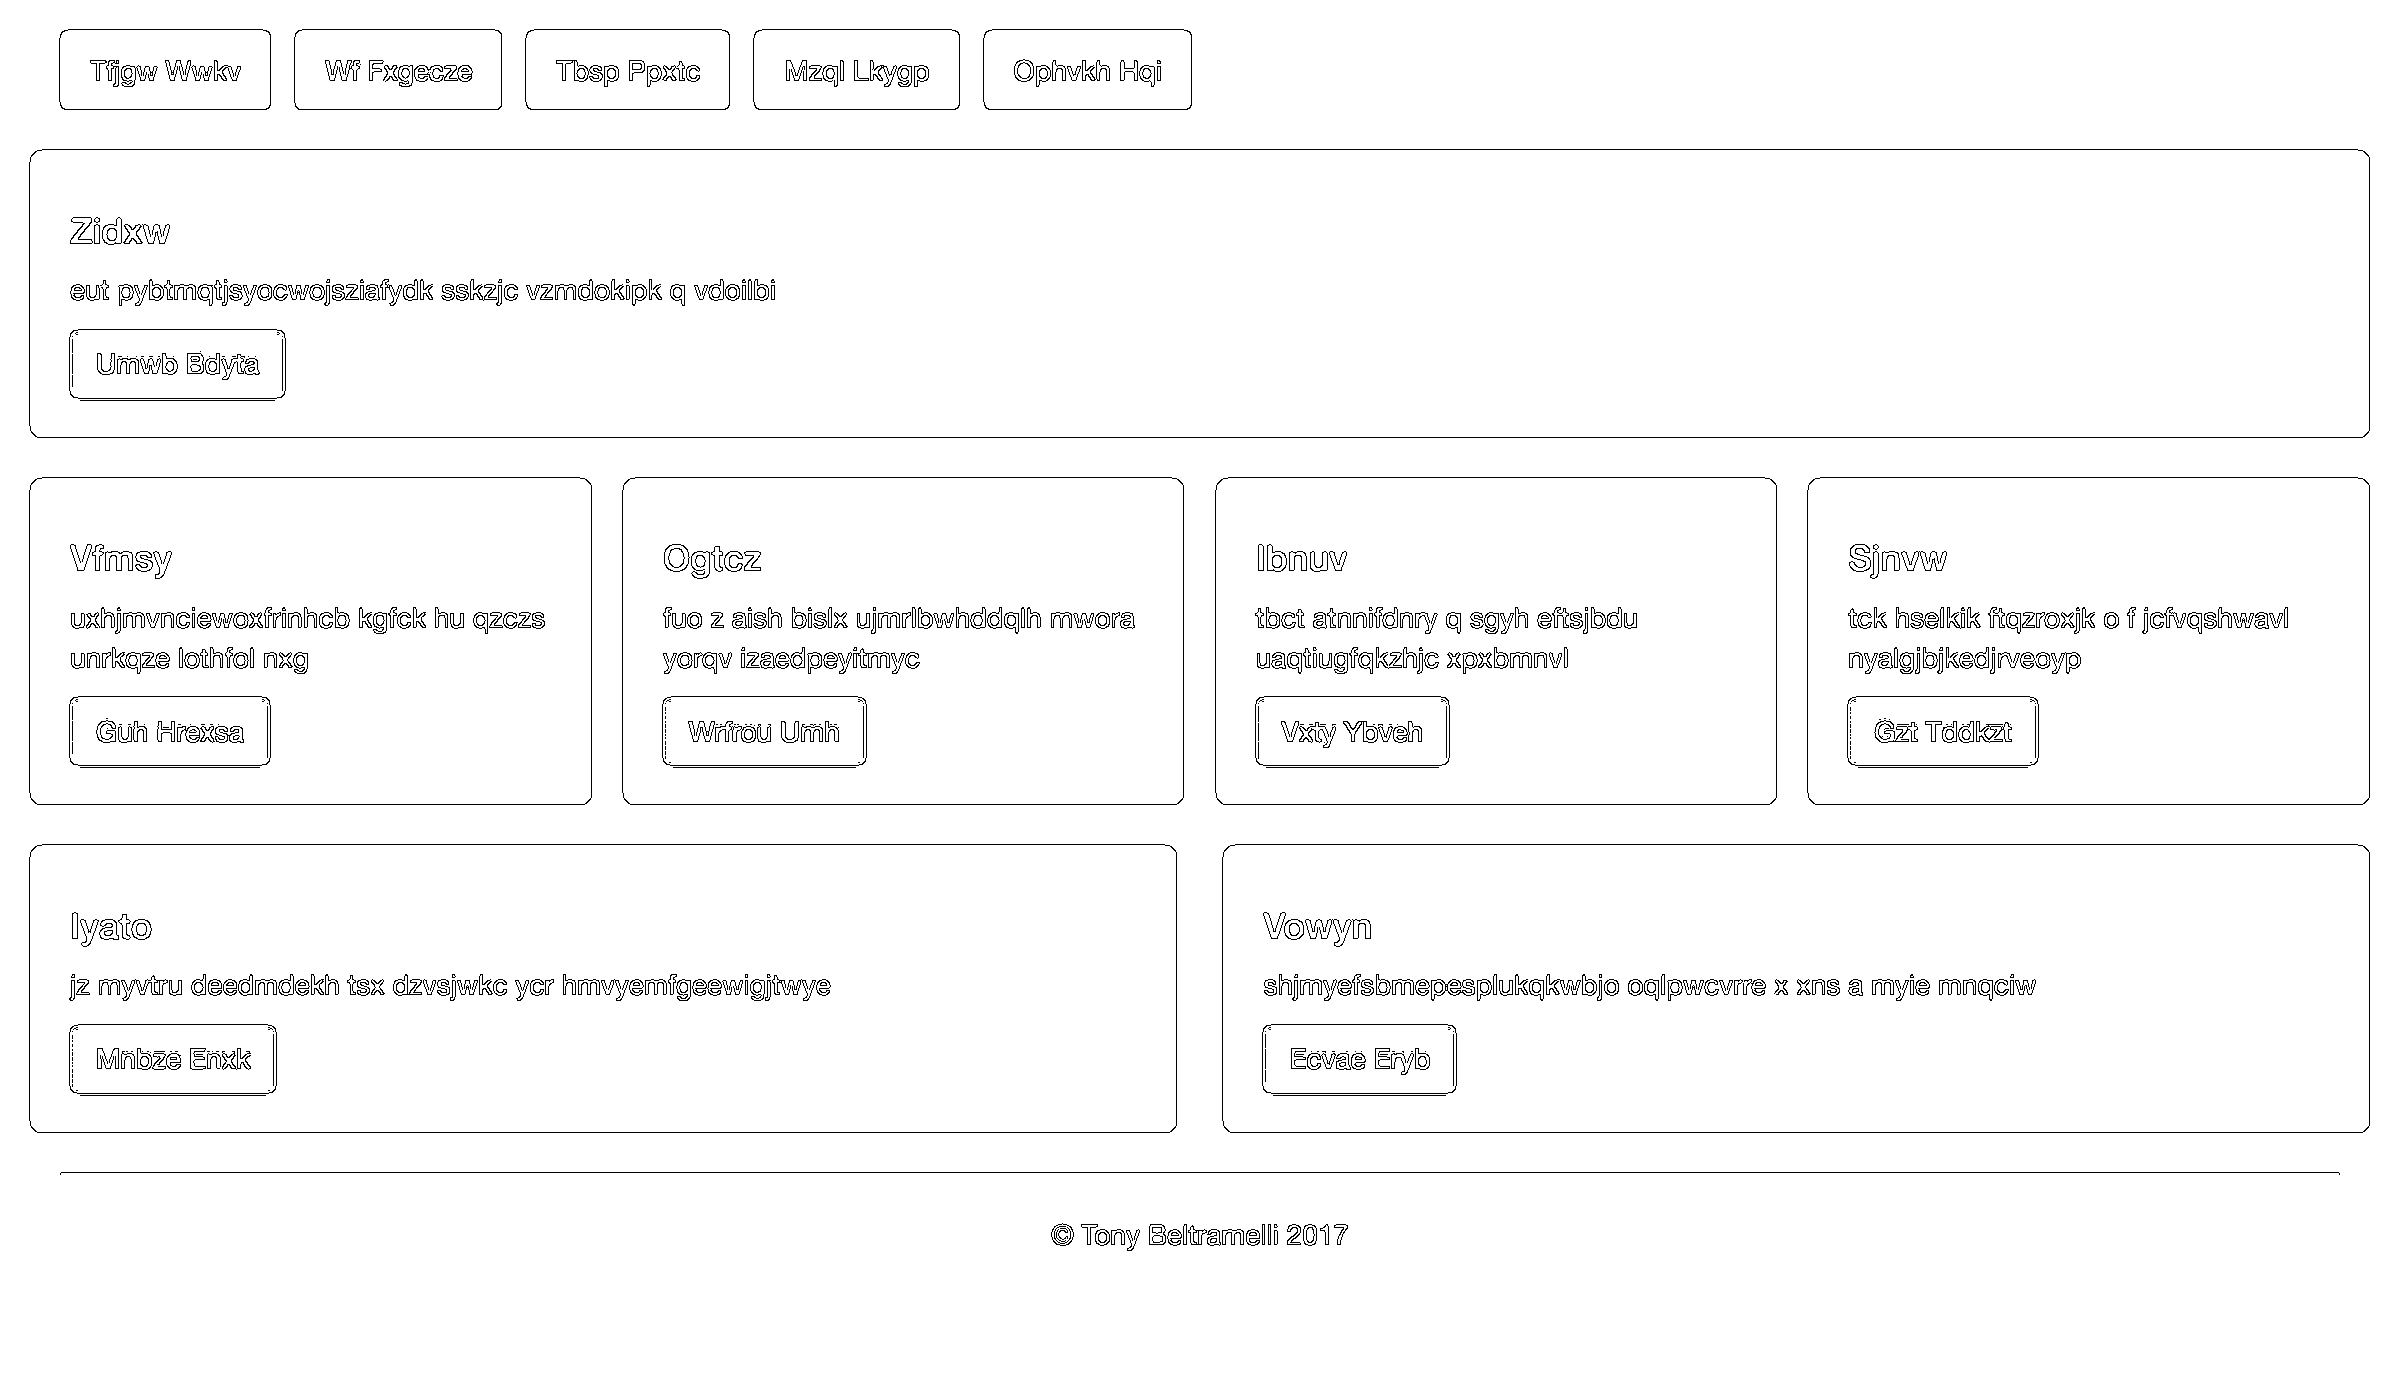 Tfjgw Wwkv Wf Fxgecze Tbsp Ppxtc Mzql Lkygp Ophvkh Hqi
Zidxw
eut pybtmqtjsyocwojsziafydk sskzjc vzmdokipk q vdoilbi
Umwb Bdyta
Vfmsy
uxhjmvnciewoxfrinhcb kgfck hu qzczs
unrkqze lothfol nxg
Guh Hrexsa
Ogtcz
fuo z aish bislx ujmrlbwhddqlh mwora
yorqv izaedpeyitmyc
Wrfrou Umh
Ibnuv
tbct atnnifdnry q sgyh eftsjbdu
uaqtiugfqkzhjc xpxbmnvl
Vxty Ybveh
Sjnvw
tck hselkik ftqzroxjk o f jcfvqshwavl
nyalgjbjkedjrveoyp
Gzt Tddkzt
Iyato
jz myvtru deedmdekh tsx dzvsjwkc ycr hmvyemfgeewigjtwye
Mnbze Enxk
Vowyn
shjmyefsbmepesplukqkwbjo oqlpwcvrre x xns a myie mnqciw
Ecvae Eryb
© Tony Beltramelli 2017